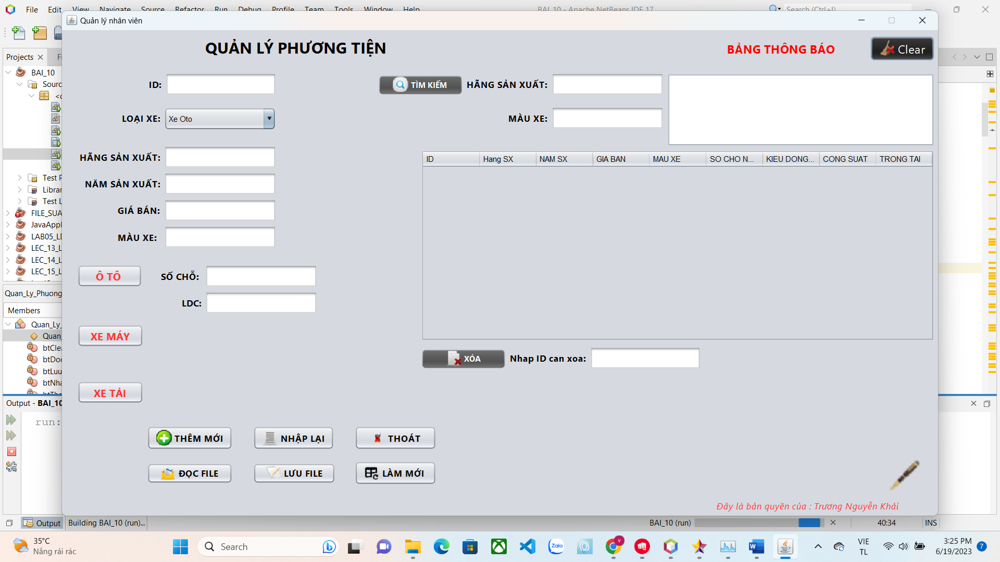 File Edit View Navigate Source Refactor Run Debug Profile Team Tools Window Help
BAI_10 - Apache NetBeans IDE 17
Search (Ctrl+I)
Quản lý nhân viên
QUẢN LÝ PHƯƠNG TIỆN
BẢNG THÔNG BÁO
Clear
Projects
BAI_10
Sourc
Test P
Librar
Test L
FILE_SUA
JavaAppl
LAB05_LD
LEC_13_L
LEC_14_L
LEC_15_L
ID:
TÌM KIẾM
HÃNG SẢN XUẤT:
LOẠI XE:
Xe Oto
MÀU XE:
HÃNG SẢN XUẤT:
NĂM SẢN XUẤT:
GIÁ BÁN:
MÀU XE:
ID Hang SX NAM SX GIA BAN MAU XE SO CHO N... KIEU DONG... CONG SUAT TRONG TAI
Ô TÔ
SỐ CHỖ:
LDC:
XE MÁY
XE TẢI
XÓA
Nhap ID can xoa:
THÊM MỚI
NHẬP LẠI
THOÁT
ĐỌC FILE
LƯU FILE
LÀM MỚI
Đây là bản quyền của : Trương Nguyễn Khải
Quan_Ly_Phuong
Members
Quan_Ly_
Quan_
btCle
btDoc
btLuu
btNha
Output - BAI_10
run:
Output
Building BAI_10 (run)...
BAI_10 (run)
40:34
INS
35°C
Nắng rải rác
Search
Zalo
VIE
TL
3:25 PM
6/19/2023
7